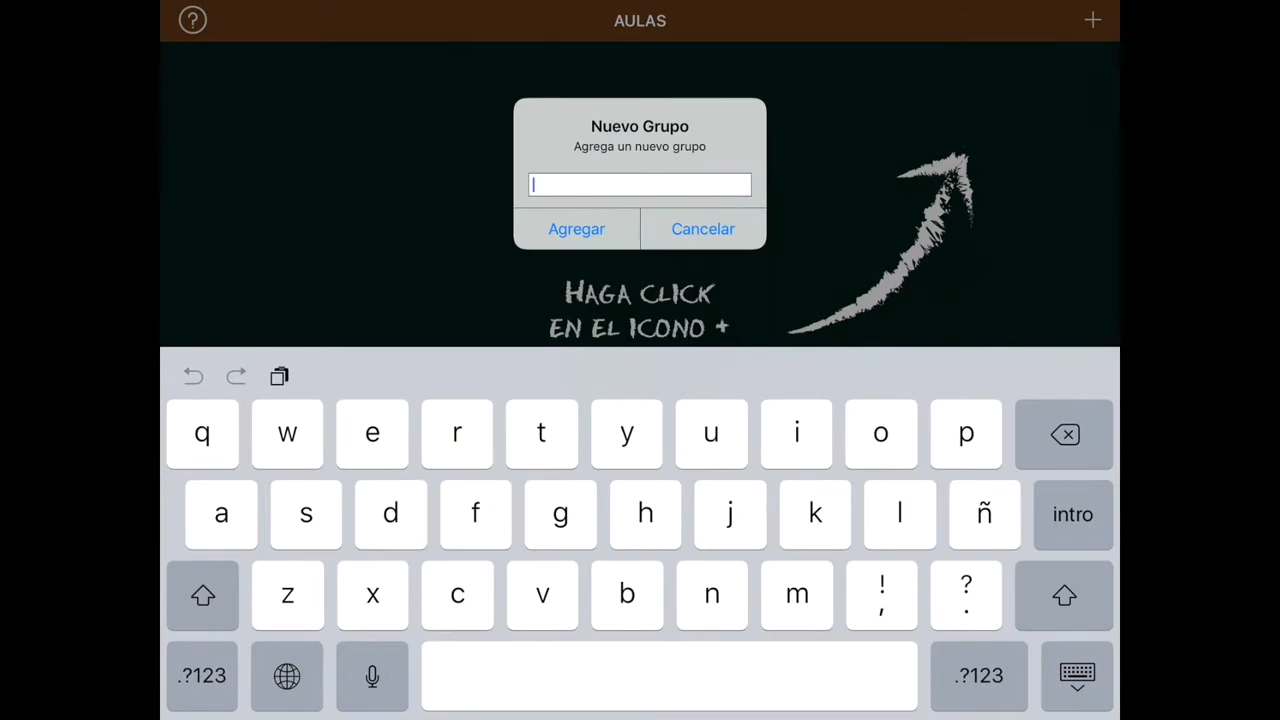 ?
AULAS
+
Nuevo Grupo
Agrega un nuevo grupo
Agregar
Cancelar
HAGA CLICK
EN EL ICONO +
q w e r t y u i o p
a s d f g h j k l ñ intro
z x c v b n m ! , ? .
.?123 .?123